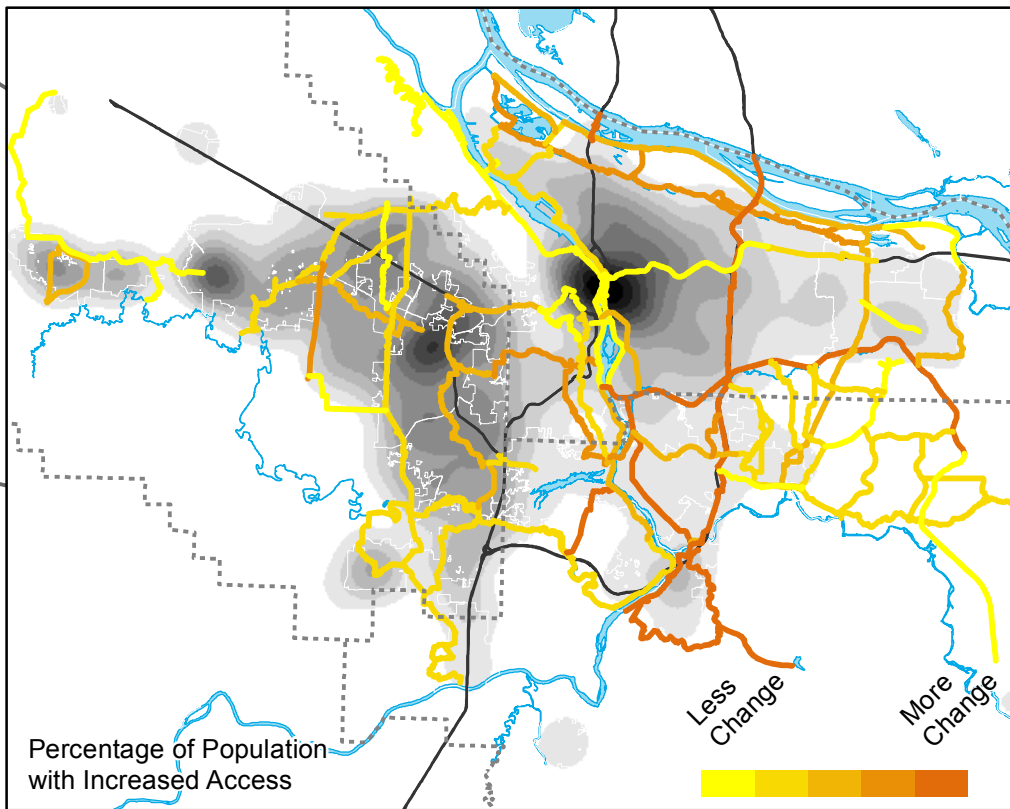 Less
Change
More
Change
Percentage of Population
with Increased Access